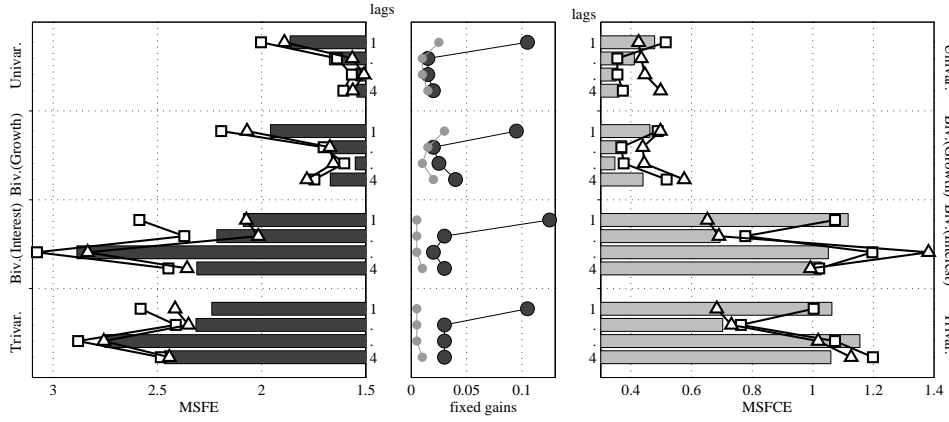 lags
lags
Univar.
1
.
.
4
1
.
.
4
Univar.
Biv.(Growth)
1
.
.
4
1
.
.
4
Biv.(Growth)
Biv.(Interest)
1
.
.
4
1
.
.
4
Biv.(Interest)
Trivar.
1
.
.
4
1
.
.
4
Trivar.
3 2.5 2 1.5
0 0.05 0.1
0.4 0.6 0.8 1 1.2 1.4
MSFE
fixed gains
MSFCE